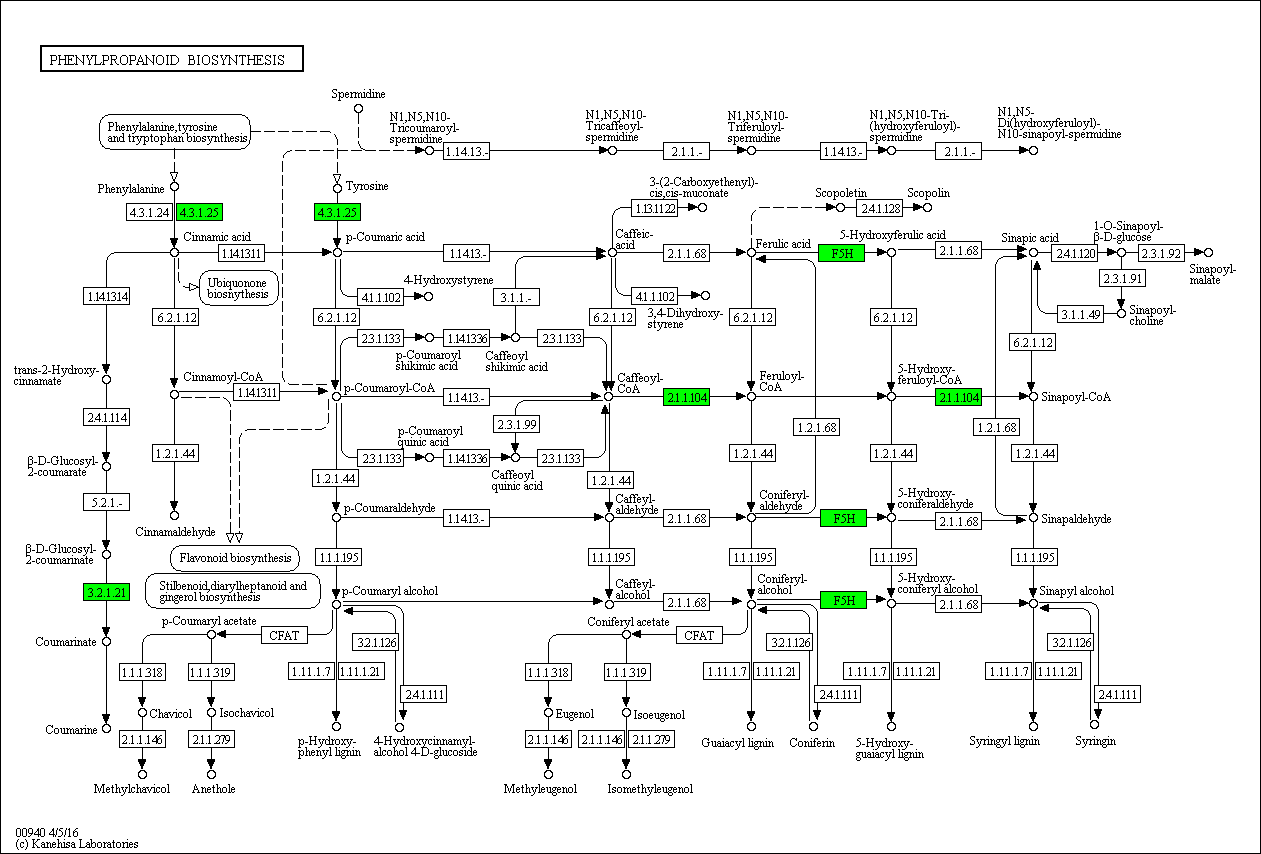 PHENYLPROPANOID BIOSYNTHESIS
Spermidine
Phenylalanine,tyrosine
and tryptophan biosynthesis
N1,N5,N10-
Tricoumaroyl-
spermidine
1.14.13.-
N1,N5,N10-
Tricaffeoyl-
spermidine
2.1.1.-
N1,N5,N10-
Triferuloyl-
spermidine
1.14.13.-
N1,N5,N10-Tri-
(hydroxyferuloyl)-
spermidine
2.1.1.-
N1,N5-
Di(hydroxyferuloyl)-
N10-sinapoyl-spermidine
Phenylalanine
Tyrosine
3-(2-Carboxyethenyl)-
cis,cis-muconate
Scopoletin
Scopolin
4.3.1.24
4.3.1.25
4.3.1.25
1.13.1122
2.4.1.128
Cinnamic acid
p-Coumaric acid
Caffeic-
acid
Ferulic acid
5-Hydroxyferulic acid
Sinapic acid
1-O-Sinapoyl-
β-D-glucose
1.14.1311
1.14.13.-
2.1.1.68
F5H
2.1.1.68
2.4.1.120
2.3.1.92
Sinapoyl-
malate
Ubiquonone
biosnythesis
4-Hydroxystyrene
4.1.1.102
3.1.1.-
4.1.1.102
3,4-Dihydroxy-
styrene
2.3.1.91
3.1.1.49
Sinapoyl-
choline
1.14.1314
6.2.1.12
6.2.1.12
6.2.1.12
6.2.1.12
6.2.1.12
6.2.1.12
2.3.1.133
p-Coumaroyl
shikimic acid
1.14.1336
Caffeoyl
shikimic acid
2.3.1.133
trans-2-Hydroxy-
cinnamate
Cinnamoyl-CoA
1.14.1311
p-Coumaroyl-CoA
1.14.13.-
Caffeoyl-
CoA
2.1.1.104
Feruloyl-
CoA
5-Hydroxy-
feruloyl-CoA
2.1.1.104
Sinapoyl-CoA
2.4.1.114
2.3.1.99
1.2.1.68
1.2.1.68
p-Coumaroyl
quinic acid
2.3.1.133
1.14.1336
2.3.1.133
Caffeoyl
quinic acid
1.2.1.44
1.2.1.44
1.2.1.44
1.2.1.44
1.2.1.44
1.2.1.44
β-D-Glucosyl-
2-coumarate
5.2.1.-
Cinnamaldehyde
p-Coumaraldehyde
1.14.13.-
Caffeyl-
aldehyde
2.1.1.68
Coniferyl-
aldehyde
F5H
5-Hydroxy-
coniferaldehyde
2.1.1.68
Sinapaldehyde
β-D-Glucosyl-
2-coumarinate
Flavonoid biosynthesis
1.1.1.195
1.1.1.195
1.1.1.195
1.1.1.195
1.1.1.195
3.2.1.21
Stilbenoid,diarylheptanoid and
gingerol biosynthesis
p-Coumaryl alcohol
Caffeyl-
alcohol
2.1.1.68
Coniferyl-
alcohol
F5H
5-Hydroxy-
coniferyl alcohol
2.1.1.68
Sinapyl alcohol
Coumarinate
p-Coumaryl acetate
CFAT
3.2.1.126
Coniferyl acetate
CFAT
3.2.1.126
3.2.1.126
1.1.1.318
1.1.1.319
1.11.1.7
1.11.1.21
2.4.1.111
1.1.1.318
1.1.1.319
1.11.1.7
1.11.1.21
2.4.1.111
1.11.1.7
1.11.1.21
1.11.1.7
1.11.1.21
2.4.1.111
Coumarine
Chavicol
Isochavicol
Eugenol
Isoeugenol
2.1.1.146
2.1.1.279
p-Hydroxy-
phenyl lignin
4-Hydroxycinnamyl-
alcohol 4-D-glucoside
2.1.1.146
2.1.1.146
2.1.1.279
Guaiacyl lignin
Coniferin
5-Hydroxy-
guaiacyl lignin
Syringyl lignin
Syringin
Methylchavicol
Anethole
Methyleugenol
Isomethyleugenol
00940 4/5/16
(c) Kanehisa Laboratories